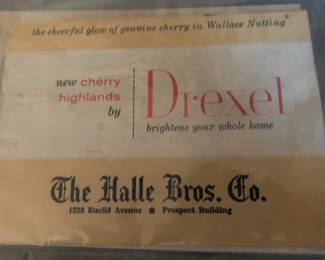 the cheerful glow of genuine cherry in Wallace Nutting®
new cherry
highlands
by
Drexel
brightens your whole home
The Halle Bros. Co.
1228 Euclid Avenue ● Prospect Building